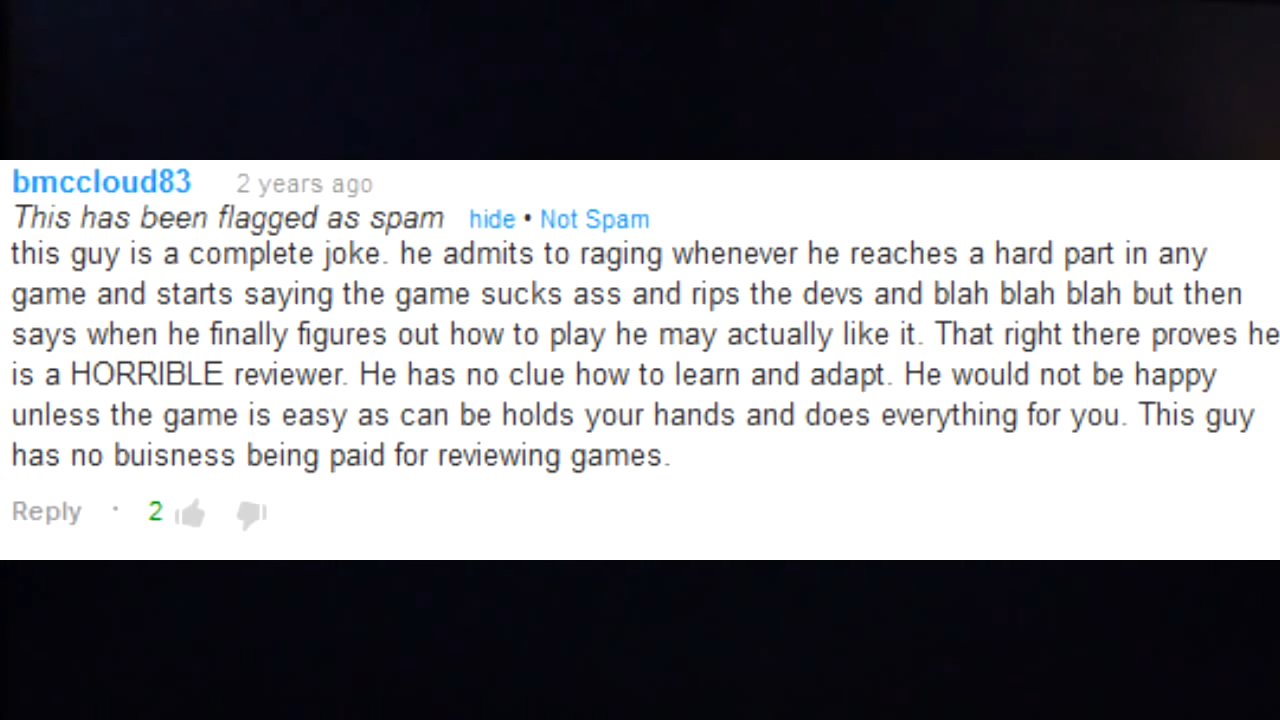 bmccloud83 2 years ago
This has been flagged as spam hide • Not Spam
this guy is a complete joke. he admits to raging whenever he reaches a hard part in any
game and starts saying the game sucks ass and rips the devs and blah blah blah but then
says when he finally figures out how to play he may actually like it. That right there proves he
is a HORRIBLE reviewer. He has no clue how to learn and adapt. He would not be happy
unless the game is easy as can be holds your hands and does everything for you. This guy
has no buisness being paid for reviewing games.
Reply · 2